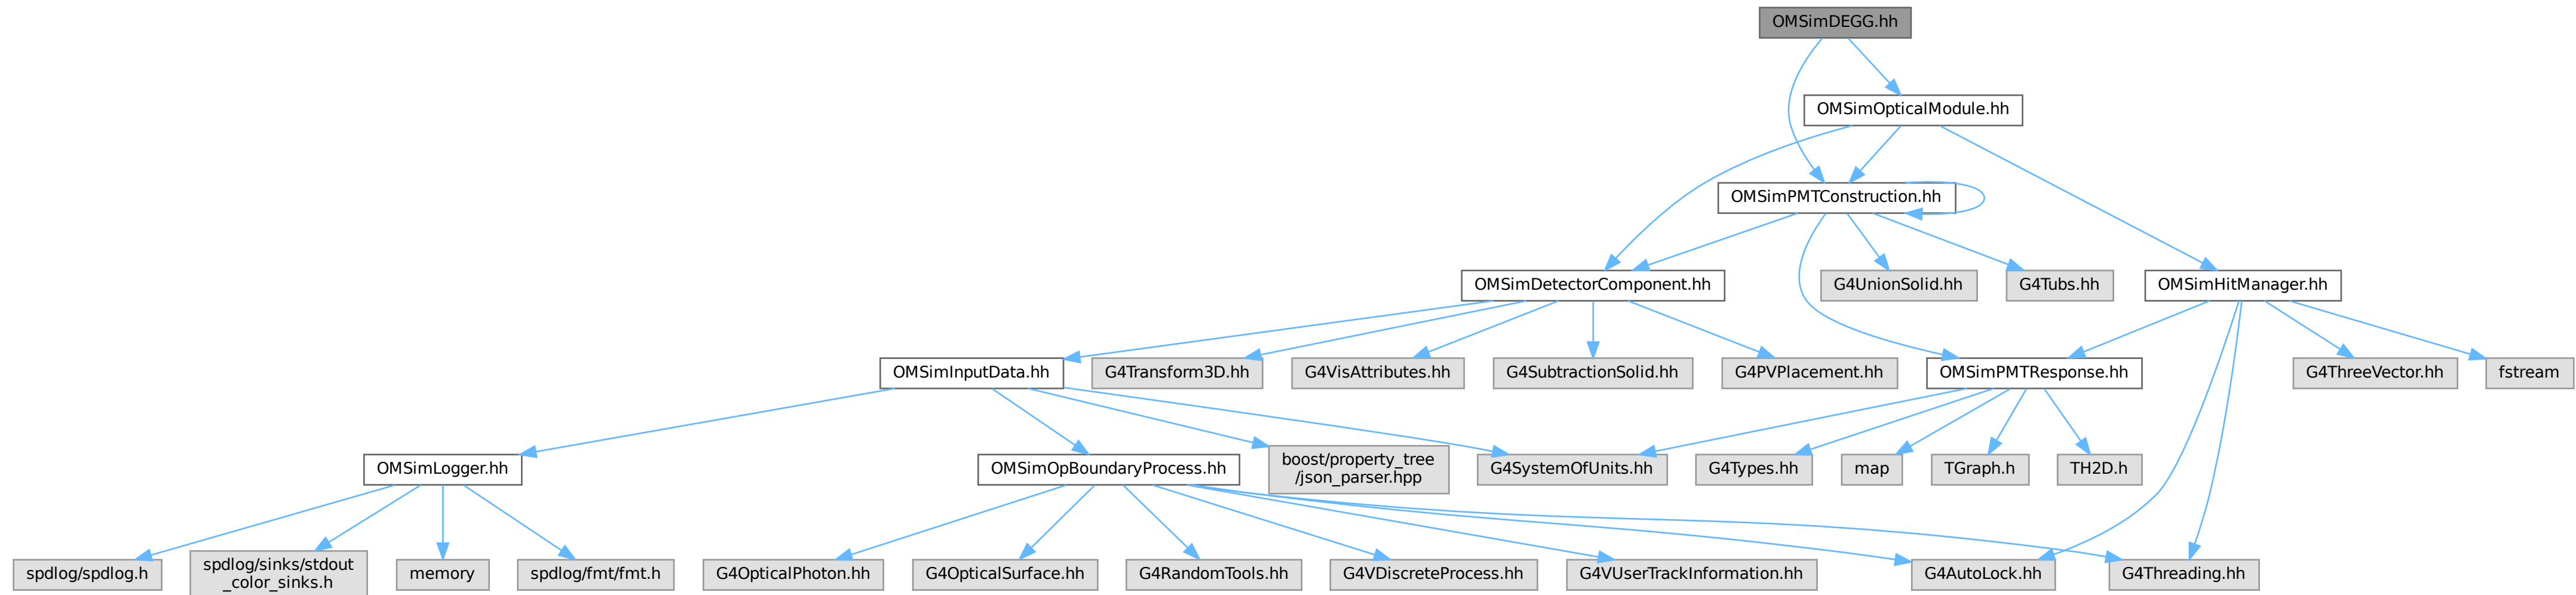 OMSimDEGG.hh
OMSimOpticalModule.hh
OMSimPMTConstruction.hh
OMSimDetectorComponent.hh
G4UnionSolid.hh
G4Tubs.hh
OMSimHitManager.hh
OMSimInputData.hh
G4Transform3D.hh
G4VisAttributes.hh
G4SubtractionSolid.hh
G4PVPlacement.hh
OMSimPMTResponse.hh
G4ThreeVector.hh
fstream
OMSimLogger.hh
OMSimOpBoundaryProcess.hh
boost/property_tree
/json_parser.hpp
G4SystemOfUnits.hh
G4Types.hh
map
TGraph.h
TH2D.h
spdlog/spdlog.h
spdlog/sinks/stdout
_color_sinks.h
memory
spdlog/fmt/fmt.h
G4OpticalPhoton.hh
G4OpticalSurface.hh
G4RandomTools.hh
G4VDiscreteProcess.hh
G4VUserTrackInformation.hh
G4AutoLock.hh
G4Threading.hh